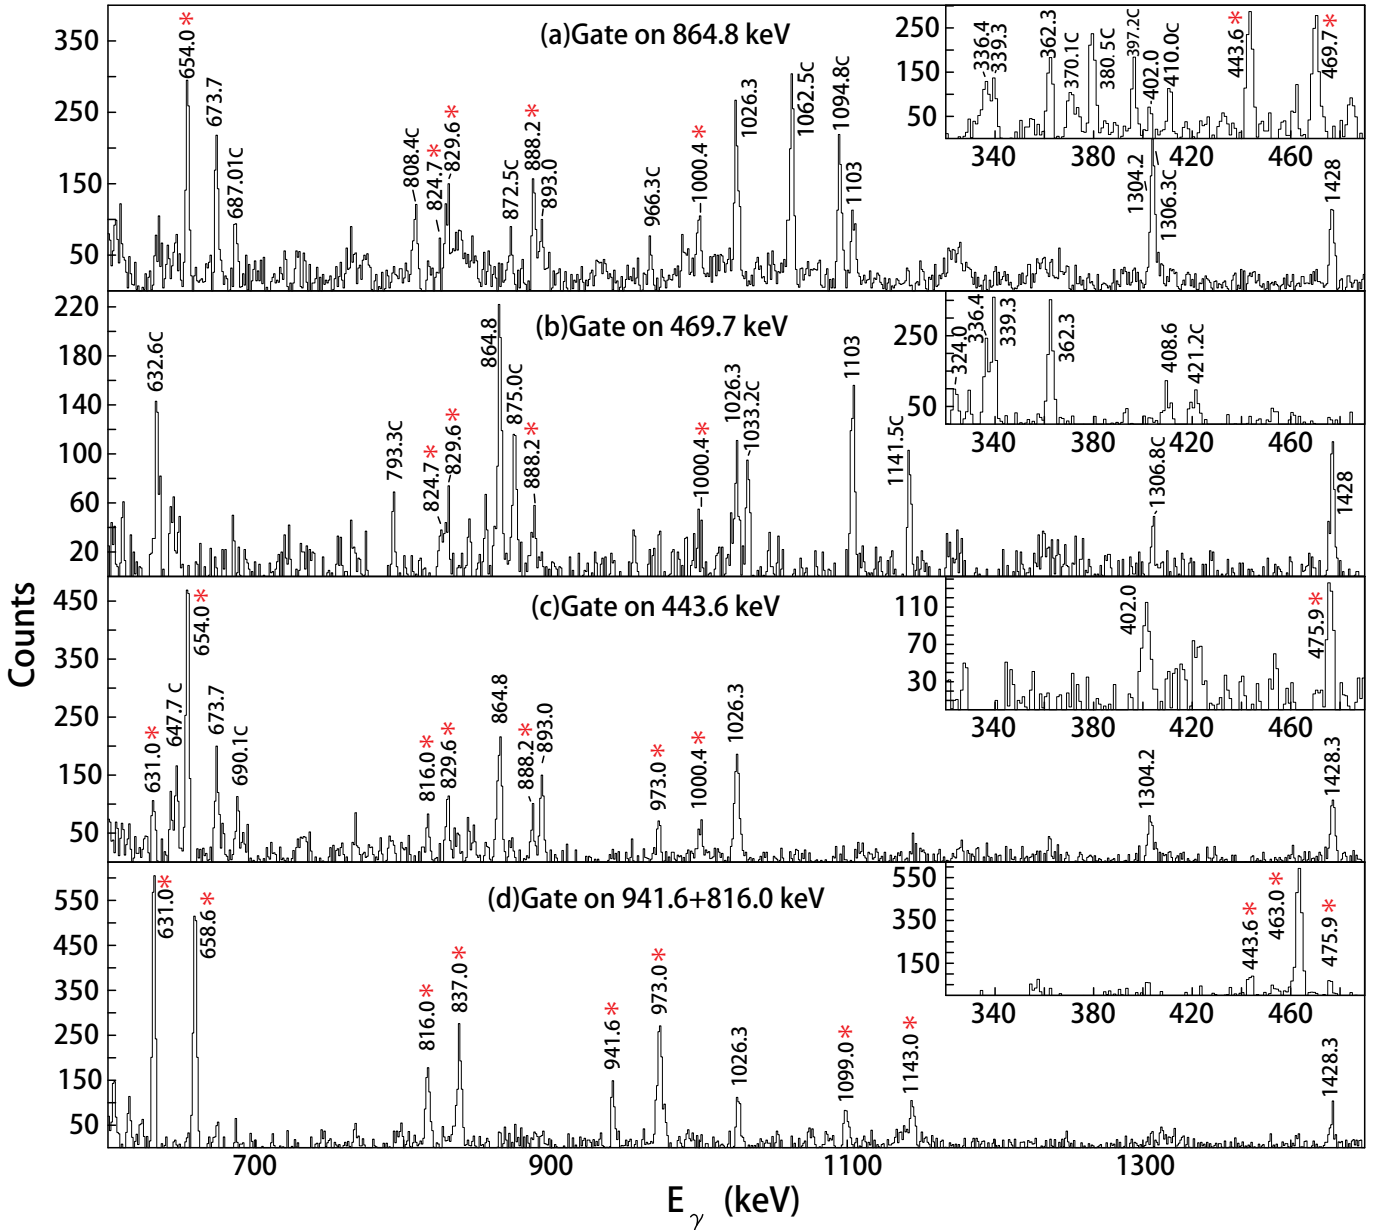 Counts
(a)Gate on 864.8 keV
350
250
150
50
654.0 *
673.7
687.01C
808.4C
824.7 *
829.6 *
872.5C
888.2 *
893.0
966.3C
1000.4 *
1026.3
1062.5C
1094.8C
1103
1304.2
1306.3C
1428
250
150
50
336.4
339.3
362.3
370.1C
380.5C
397.2C
402.0
410.0C
443.6 *
469.7 *
340 380 420 460
(b)Gate on 469.7 keV
220
180
140
100
60
20
632.6C
793.3C
824.7 *
829.6 *
864.8
875.0C
888.2 *
1000.4 *
1026.3
1033.2C
1103
1141.5C
1306.8C
1428
250
50
324.0
336.4
339.3
362.3
408.6
421.2C
340 380 420 460
(c)Gate on 443.6 keV
450
350
250
150
50
631.0 *
647.7 C
654.0 *
673.7
690.1C
816.0 *
829.6 *
864.8
888.2 *
893.0
973.0 *
1000.4 *
1026.3
1304.2
1428.3
110
70
30
402.0
475.9 *
340 380 420 460
(d)Gate on 941.6+816.0 keV
550
450
350
250
150
50
631.0 *
658.6 *
816.0 *
837.0 *
941.6 *
973.0 *
1026.3
1099.0 *
1143.0 *
1428.3
550
350
150
443.6 *
463.0 *
475.9 *
340 380 420 460
700 900 1100 1300
Eγ (keV)